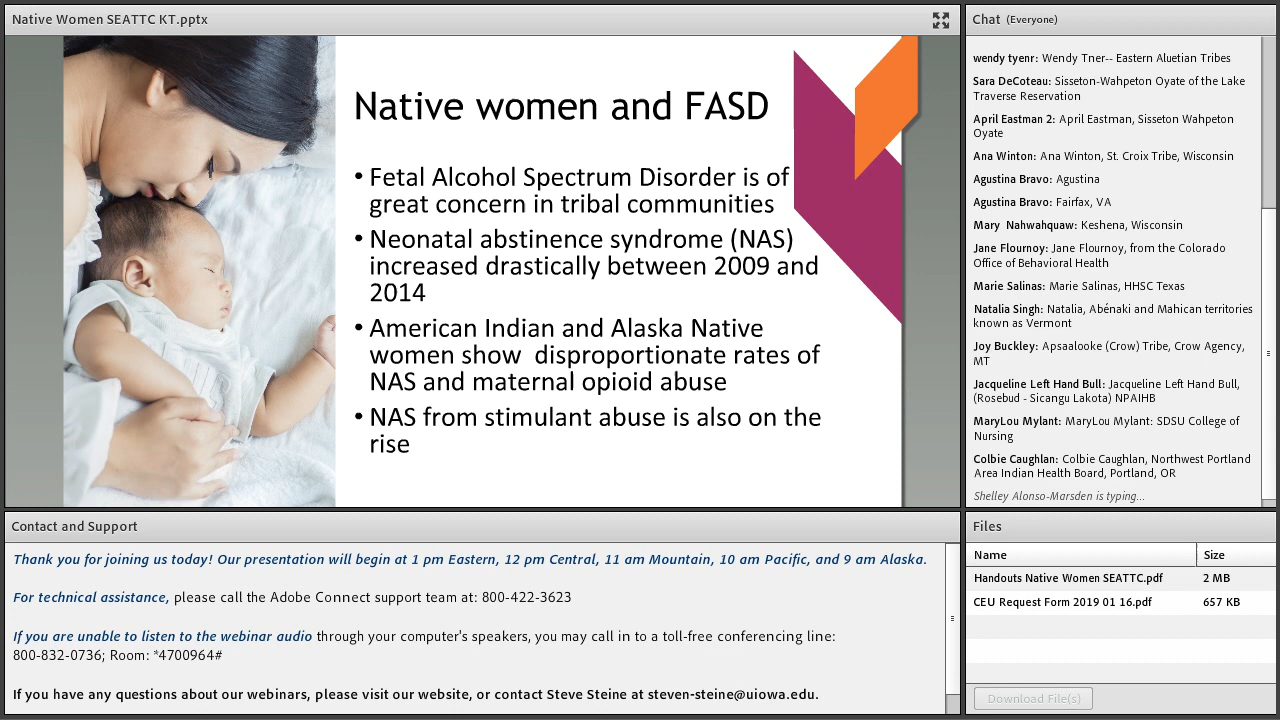 Native Women SEATTC KT.pptx
Native women and FASD
• Fetal Alcohol Spectrum Disorder is of
great concern in tribal communities
• Neonatal abstinence syndrome (NAS)
increased drastically between 2009 and
2014
• American Indian and Alaska Native
women show  disproportionate rates of
NAS and maternal opioid abuse
• NAS from stimulant abuse is also on the
rise
Chat (Everyone)
wendy tyenr: Wendy Tner-- Eastern Aluetian Tribes
Sara DeCoteau: Sisseton-Wahpeton Oyate of the Lake
Traverse Reservation
April Eastman 2: April Eastman, Sisseton Wahpeton
Oyate
Ana Winton: Ana Winton, St. Croix Tribe, Wisconsin
Agustina Bravo: Agustina
Agustina Bravo: Fairfax, VA
Mary  Nahwahquaw: Keshena, Wisconsin
Jane Flournoy: Jane Flournoy, from the Colorado
Office of Behavioral Health
Marie Salinas: Marie Salinas, HHSC Texas
Natalia Singh: Natalia, Abénaki and Mahican territories
known as Vermont
Joy Buckley: Apsaalooke (Crow) Tribe, Crow Agency,
MT
Jacqueline Left Hand Bull: Jacqueline Left Hand Bull,
(Rosebud - Sicangu Lakota) NPAIHB
MaryLou Mylant: MaryLou Mylant: SDSU College of
Nursing
Colbie Caughlan: Colbie Caughlan, Northwest Portland
Area Indian Health Board, Portland, OR
Shelley Alonso-Marsden is typing...
Contact and Support
Thank you for joining us today! Our presentation will begin at 1 pm Eastern, 12 pm Central, 11 am Mountain, 10 am Pacific, and 9 am Alaska.
For technical assistance, please call the Adobe Connect support team at: 800-422-3623
If you are unable to listen to the webinar audio through your computer's speakers, you may call in to a toll-free conferencing line:
800-832-0736; Room: *4700964#
If you have any questions about our webinars, please visit our website, or contact Steve Steine at steven-steine@uiowa.edu.
Files
Name Size
Handouts Native Women SEATTC.pdf 2 MB
CEU Request Form 2019 01 16.pdf 657 KB
Download File(s)